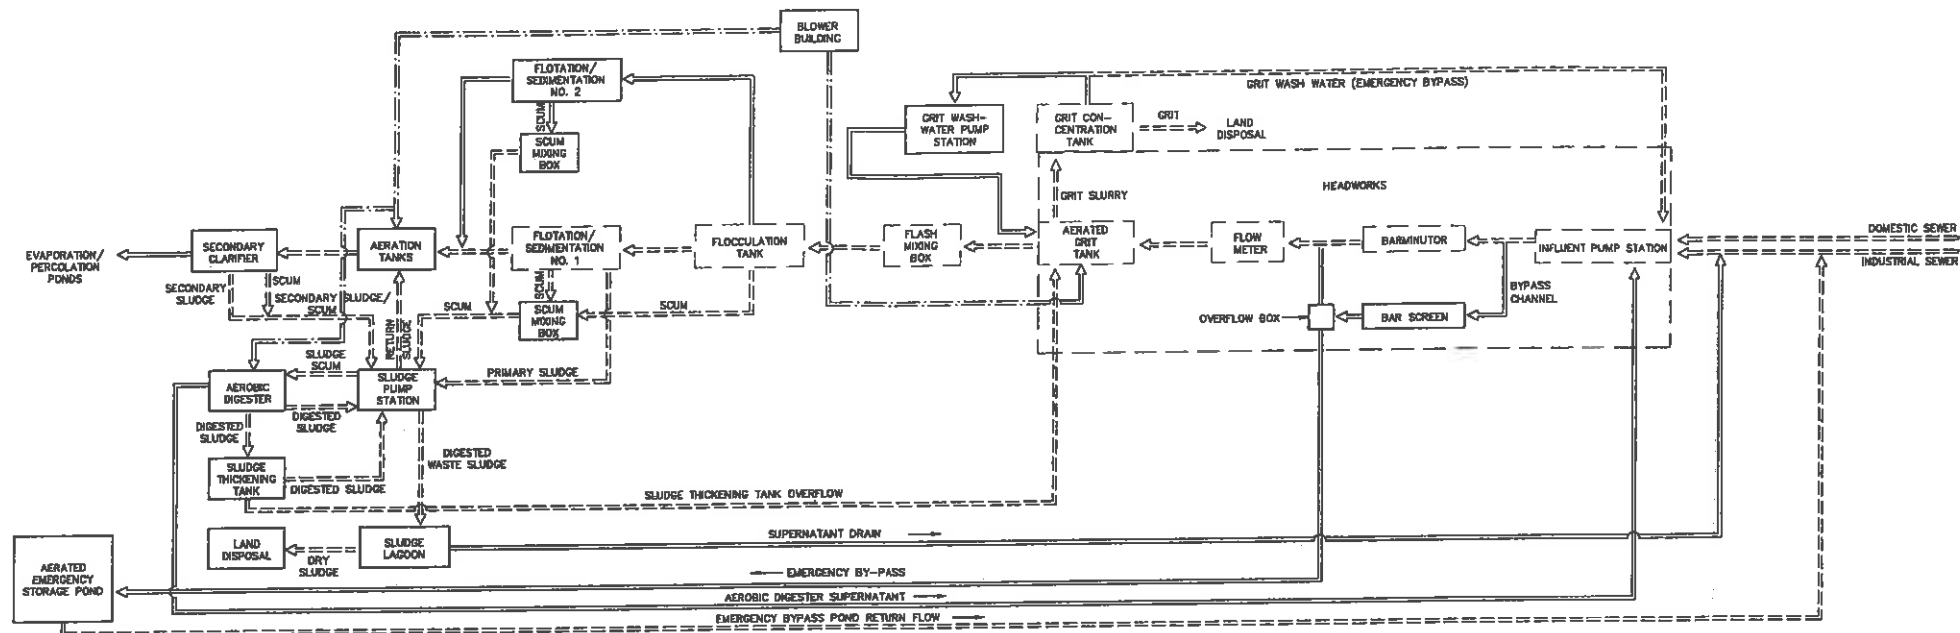 BLOWER
BUILDING
FLOTATION/
SEDIMENTATION
NO. 2
SCUM
SCUM
MIXING
BOX
GRIT WASH WATER (EMERGENCY BYPASS)
GRIT WASH-
WATER PUMP
STATION
GRIT CON-
CENTRATION
TANK
GRIT
LAND
DISPOSAL
HEADWORKS
GRIT SLURRY
EVAPORATION/
PERCOLATION
PONDS
SECONDARY
CLARIFIER
AERATION
TANKS
FLOTATION/
SEDIMENTATION
NO. 1
FLOCCULATION
TANK
FLASH
MIXING
BOX
AERATED
GRIT
TANK
FLOW
METER
BARMINUTOR
INFLUENT PUMP STATION
DOMESTIC SEWER
INDUSTRIAL SEWER
BYPASS
CHANNEL
SECONDARY
SLUDGE
SCUM
SECONDARY SLUDGE/
SCUM
RETURN
SLUDGE
SCUM
SCUM
SCUM
MIXING
BOX
SCUM
OVERFLOW BOX
BAR SCREEN
SLUDGE
SCUM
AEROBIC
DIGESTER
SLUDGE
PUMP
STATION
PRIMARY SLUDGE
DIGESTED
SLUDGE
DIGESTED
SLUDGE
DIGESTED
WASTE SLUDGE
SLUDGE
THICKENING
TANK
DIGESTED SLUDGE
SLUDGE THICKENING TANK OVERFLOW
LAND
DISPOSAL
DRY
SLUDGE
SLUDGE
LAGOON
SUPERNATANT DRAIN
AERATED
EMERGENCY
STORAGE POND
EMERGENCY BY-PASS
AEROBIC DIGESTER SUPERNATANT
EMERGENCY BYPASS POND RETURN FLOW